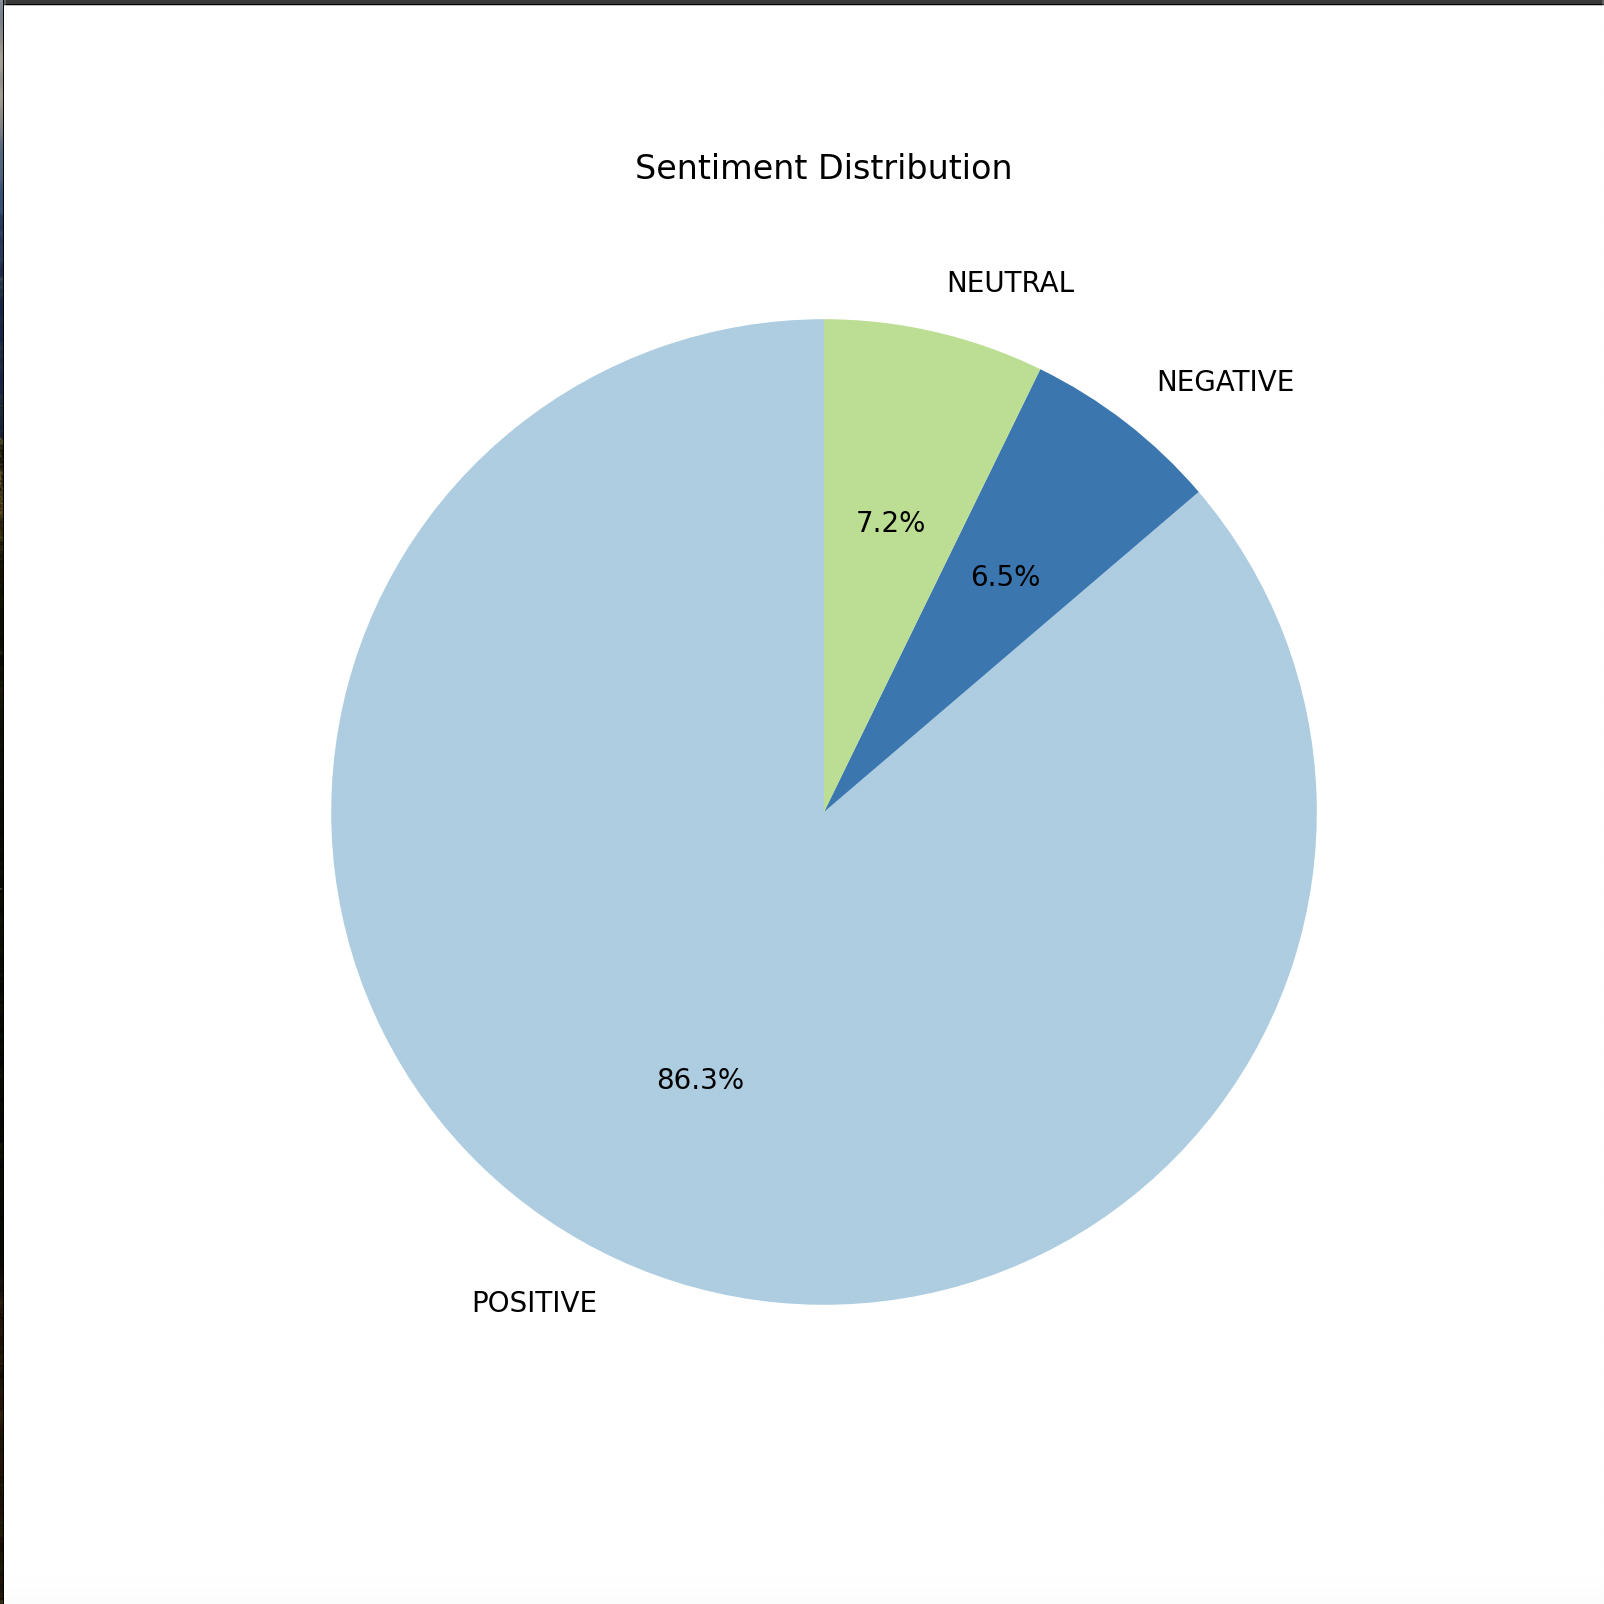 Sentiment Distribution
NEUTRAL
NEGATIVE
7.2%
6.5%
86.3%
POSITIVE